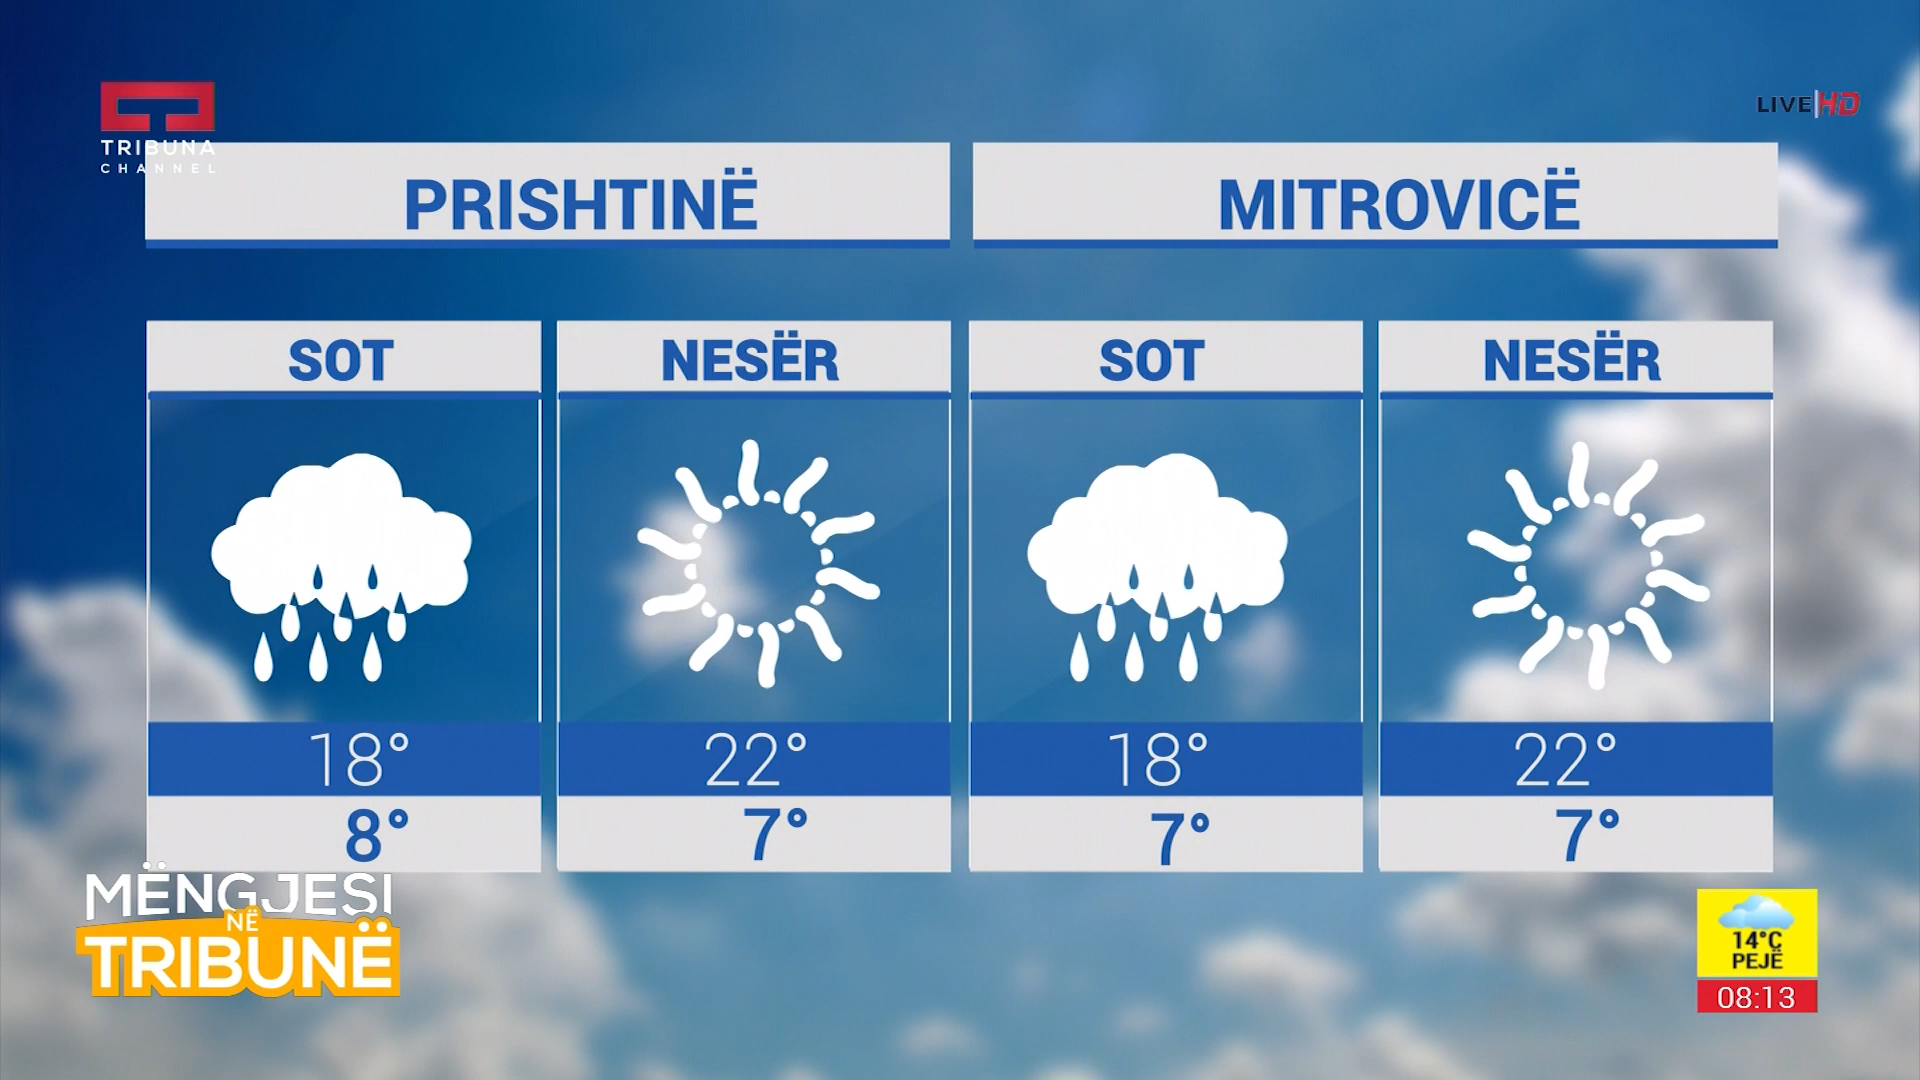 TRIBUNA
CHANNEL
LIVE HD
PRISHTINË
MITROVICË
SOT
NESËR
SOT
NESËR
18°
22°
18°
22°
8°
7°
7°
7°
MËNGJESI
NË
TRIBUNË
14°C
PEJË
08:13